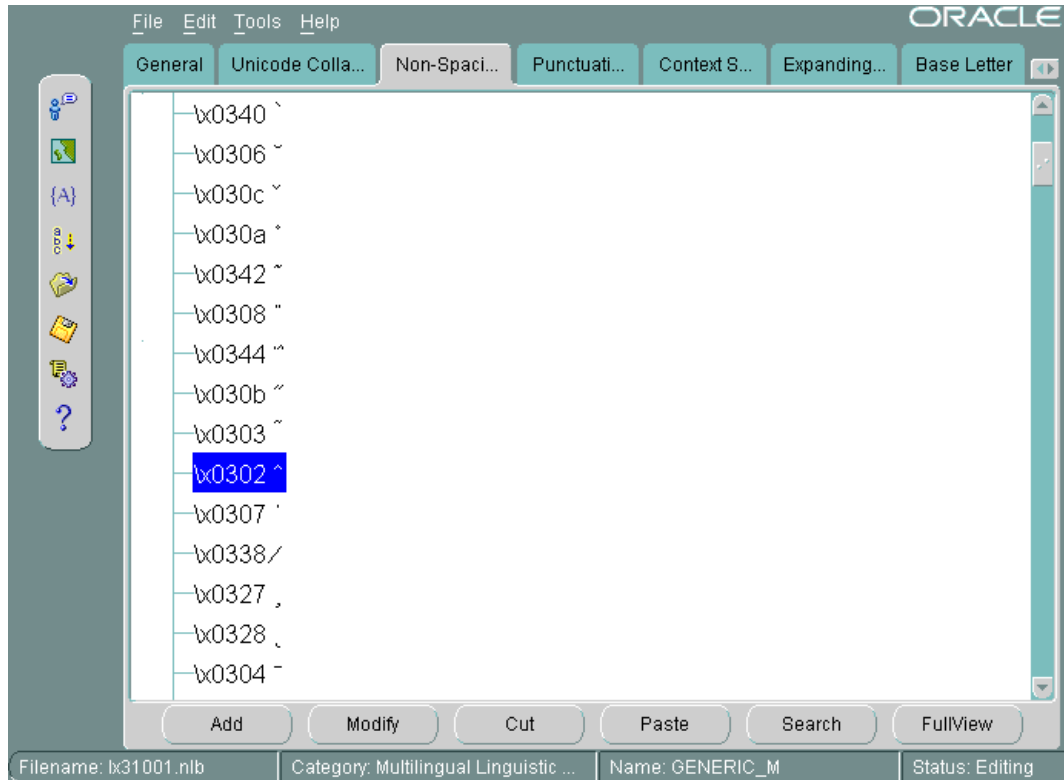 File Edit Tools Help
ORACLE
General Unicode Colla... Non-Spaci... Punctuati... Context S... Expanding... Base Letter
\x0340 `
\x0306 ˘
\x030c ˇ
\x030a °
\x0342 ˜
\x0308 ¨
\x0344 ΅
\x030b ˝
\x0303 ˜
\x0302 ^
\x0307 ˙
\x0338 /
\x0327 ¸
\x0328 ˛
\x0304 ¯
{A}
a
b
c
?
Add Modify Cut Paste Search FullView
Filename: lx31001.nlb Category: Multilingual Linguistic ... Name: GENERIC_M Status: Editing